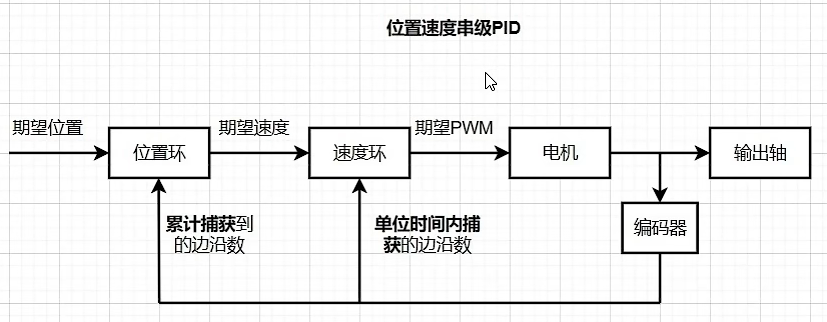 位置速度串级PID
期望位置
期望速度
期望PWM
位置环
速度环
电机
输出轴
累计捕获到
的边沿数
单位时间内捕
获的边沿数
编码器